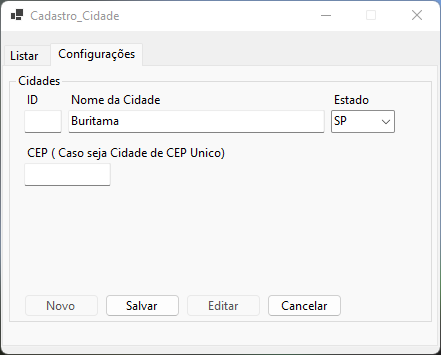 Cadastro_Cidade
Listar Configurações
Cidades
ID Nome da Cidade Estado
Buritama SP
CEP ( Caso seja Cidade de CEP Unico)
Novo Salvar Editar Cancelar